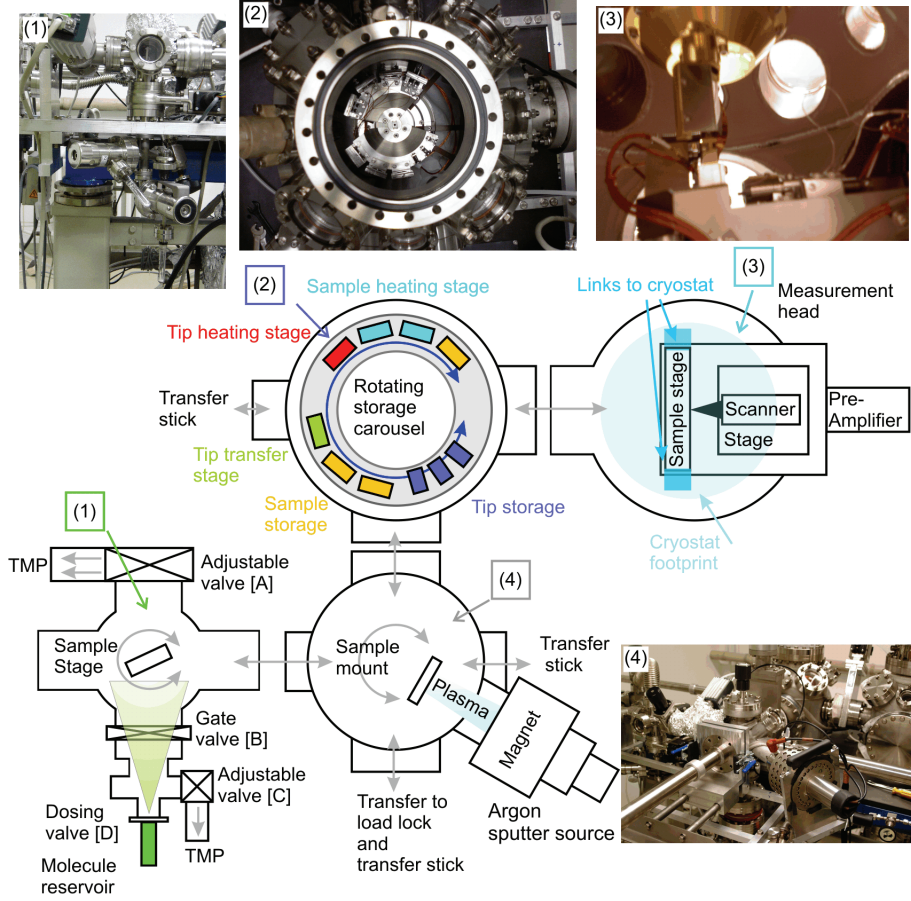 (1)
(2)
(3)
(2)
Sample heating stage
Tip heating stage
Rotating
storage
carousel
Transfer
stick
Tip transfer
stage
Sample
storage
Tip storage
Links to cryostat
(3)
Measurement
head
Sample stage
Scanner
Stage
Pre-
Amplifier
Cryostat
footprint
(1)
TMP
Adjustable
valve [A]
Sample
Stage
Gate
valve [B]
Adjustable
valve [C]
Dosing
valve [D]
TMP
Molecule
reservoir
(4)
Sample
mount
Plasma
Magnet
Transfer
stick
Argon
sputter source
Transfer to
load lock
and
transfer stick
(4)